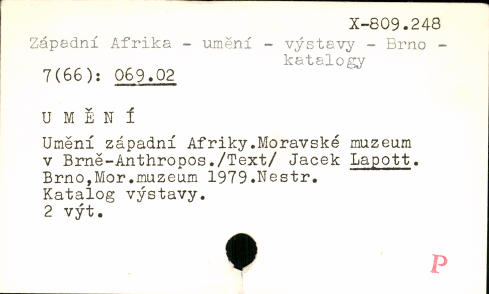 X-809.248
Západní Afrika - umění - výstavy - Brno -
katalogy
7(66): 069.02
U M Ě N Í
Umění západní Afriky.Moravské muzeum
v Brně-Anthropos./Text/ Jacek Lapott.
Brno,Mor.muzeum 1979.Nestr.
Katalog výstavy.
2 výt.
P